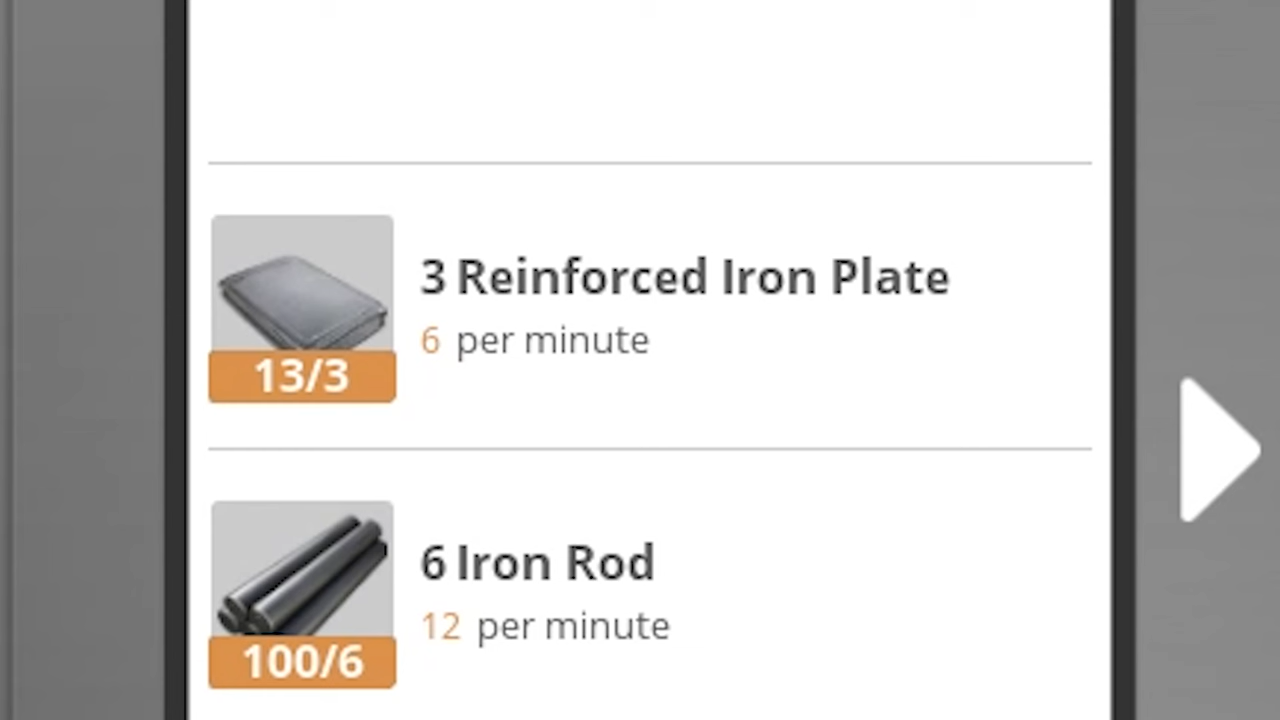 3 Reinforced Iron Plate
6 per minute
13/3
6 Iron Rod
12 per minute
100/6